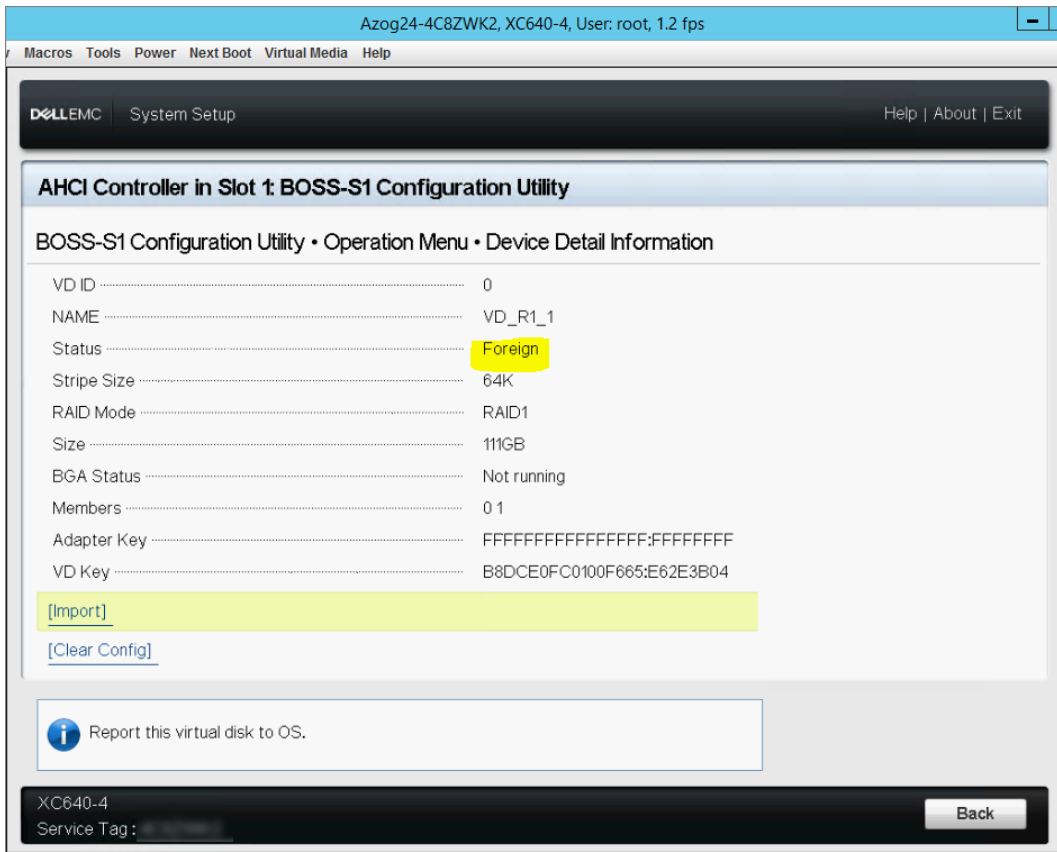 Azog24-4C8ZWK2, XC640-4, User: root, 1.2 fps
Macros Tools Power Next Boot Virtual Media Help
DELLEMC System Setup Help | About | Exit
AHCI Controller in Slot 1: BOSS-S1 Configuration Utility
BOSS-S1 Configuration Utility • Operation Menu • Device Detail Information
VD ID 0
NAME VD_R1_1
Status Foreign
Stripe Size 64K
RAID Mode RAID1
Size 111GB
BGA Status Not running
Members 0 1
Adapter Key FFFFFFFFFFFFFFFF:FFFFFFFF
VD Key B8DCE0FC0100F665:E62E3B04
[Import]
[Clear Config]
Report this virtual disk to OS.
XC640-4
Service Tag :
Back